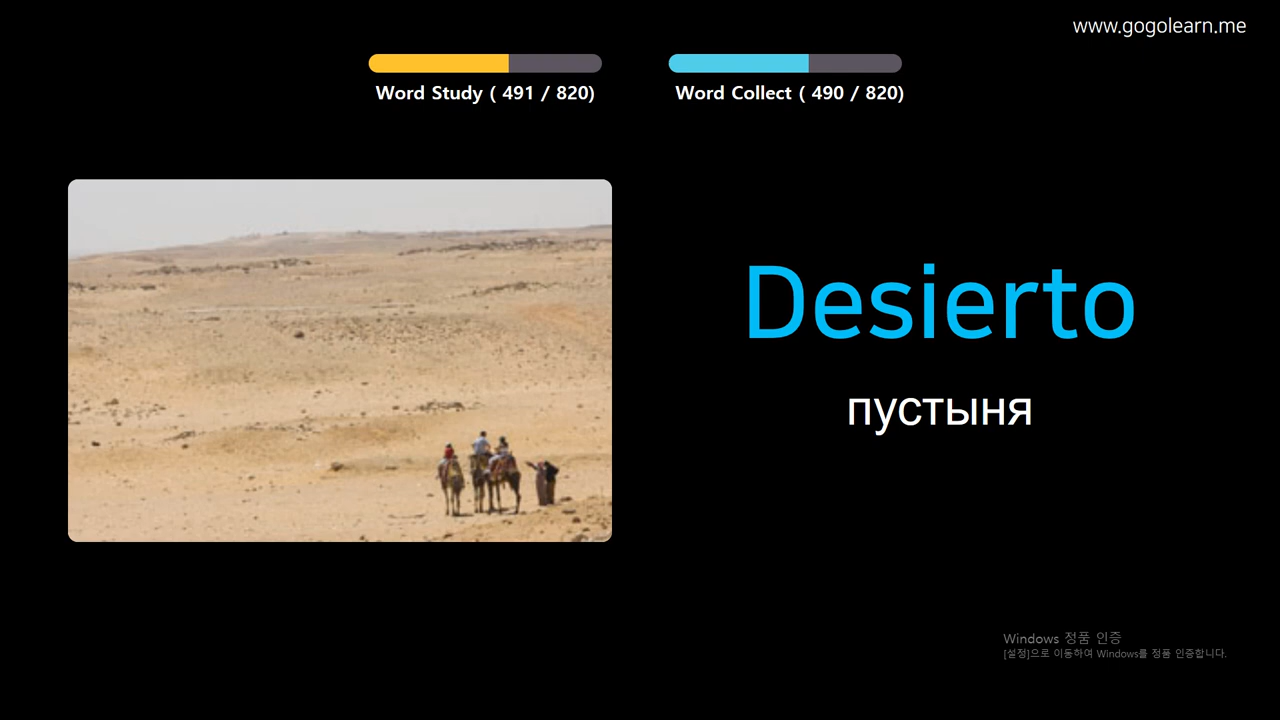 www.gogolearn.me
Word Study ( 491 / 820)
Word Collect ( 490 / 820)
Desierto
пустыня
Windows 정품 인증
[설정]으로 이동하여 Windows를 정품 인증합니다.